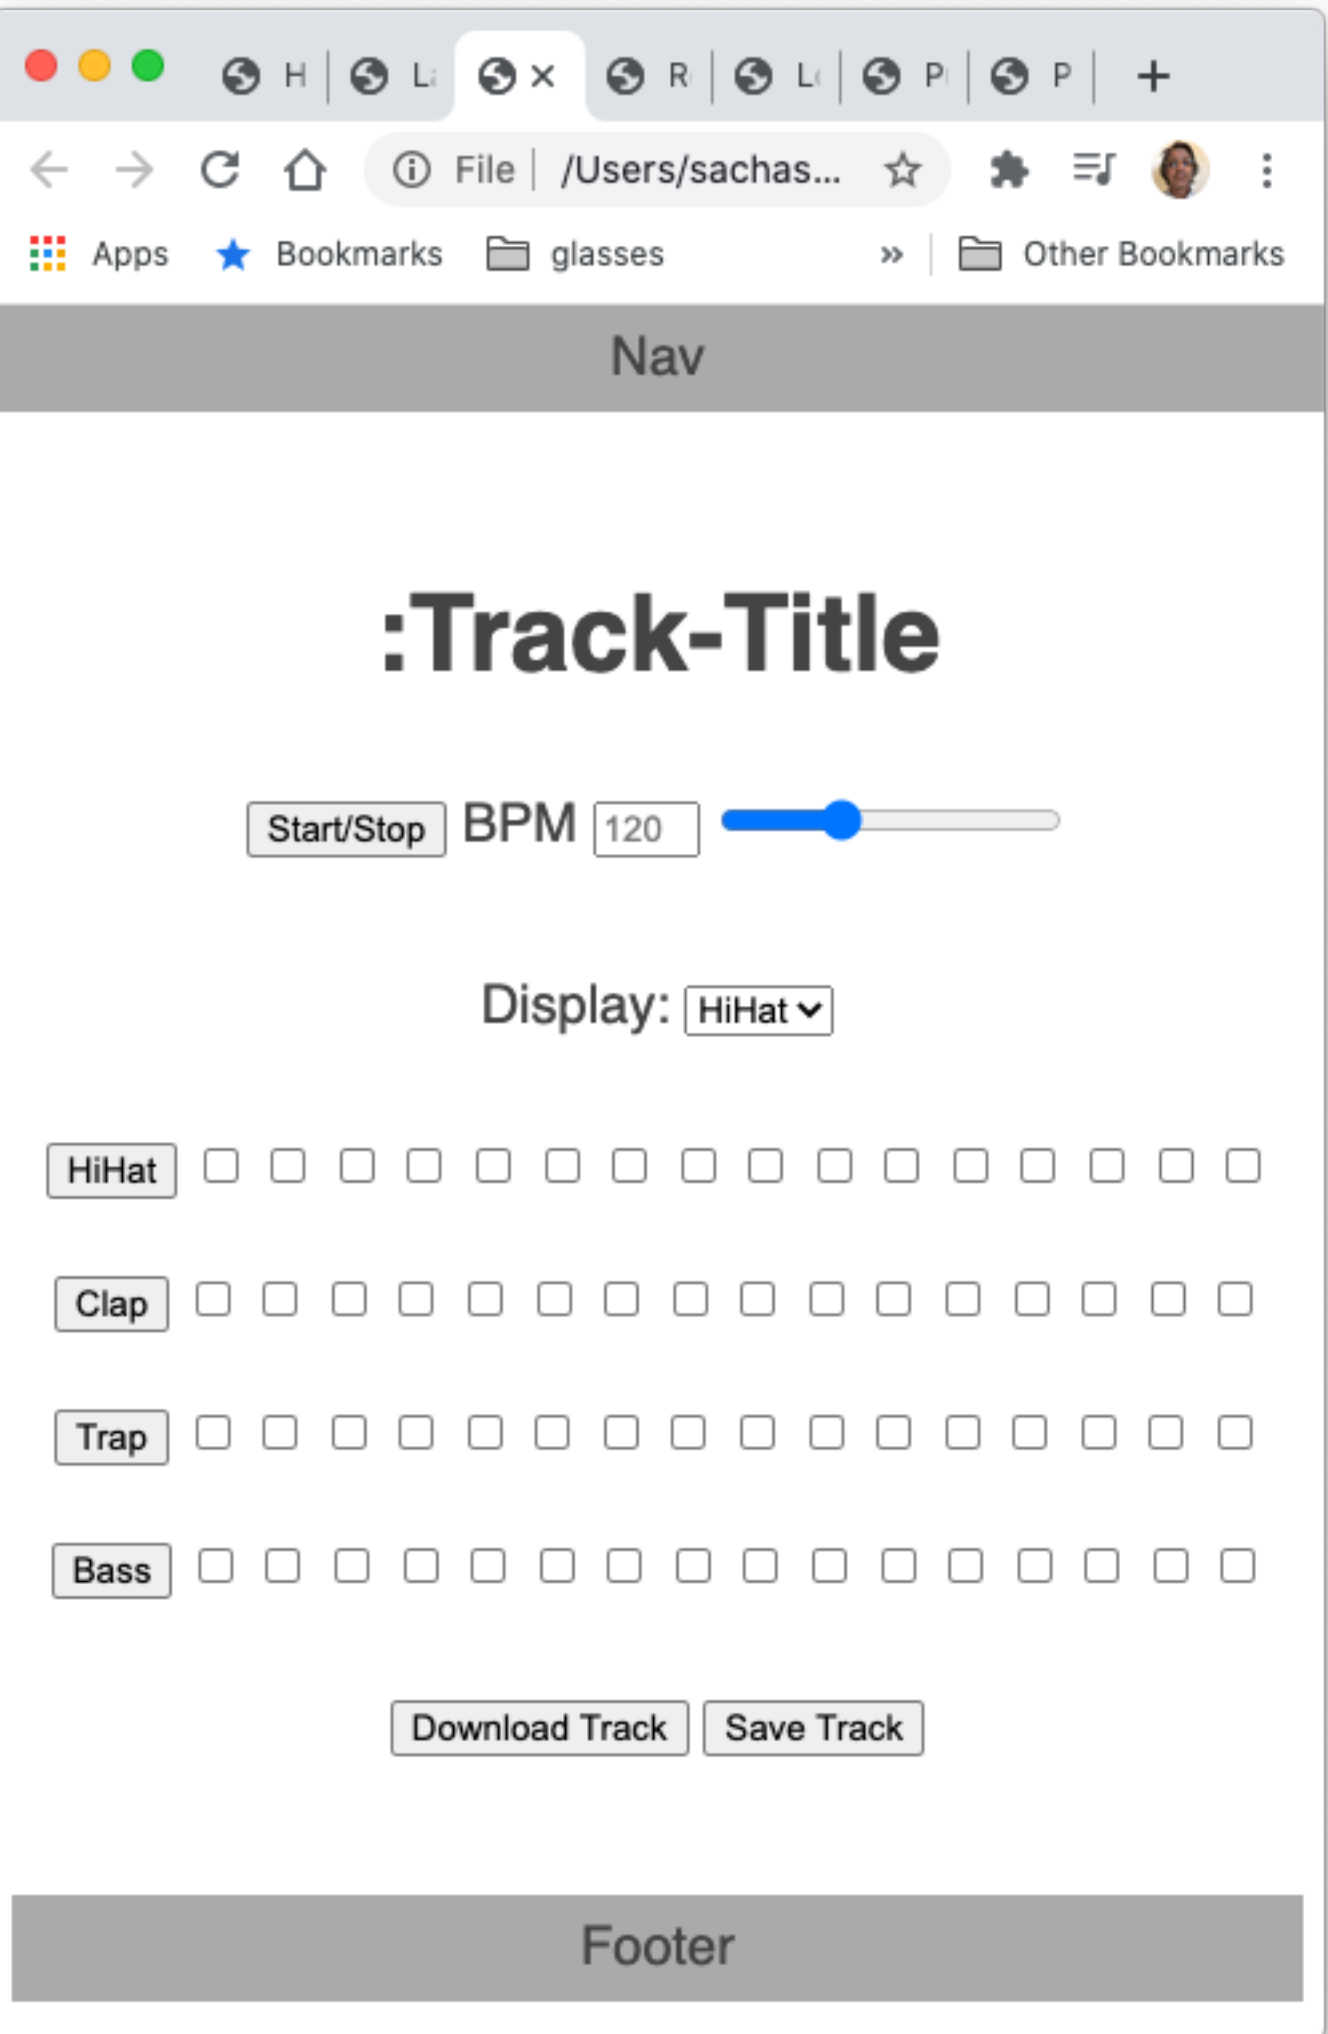 H L R L P P
File /Users/sachas...
Apps Bookmarks glasses » Other Bookmarks
Nav
:Track-Title
Start/Stop BPM 120
Display: HiHat
HiHat
Clap
Trap
Bass
Download Track Save Track
Footer